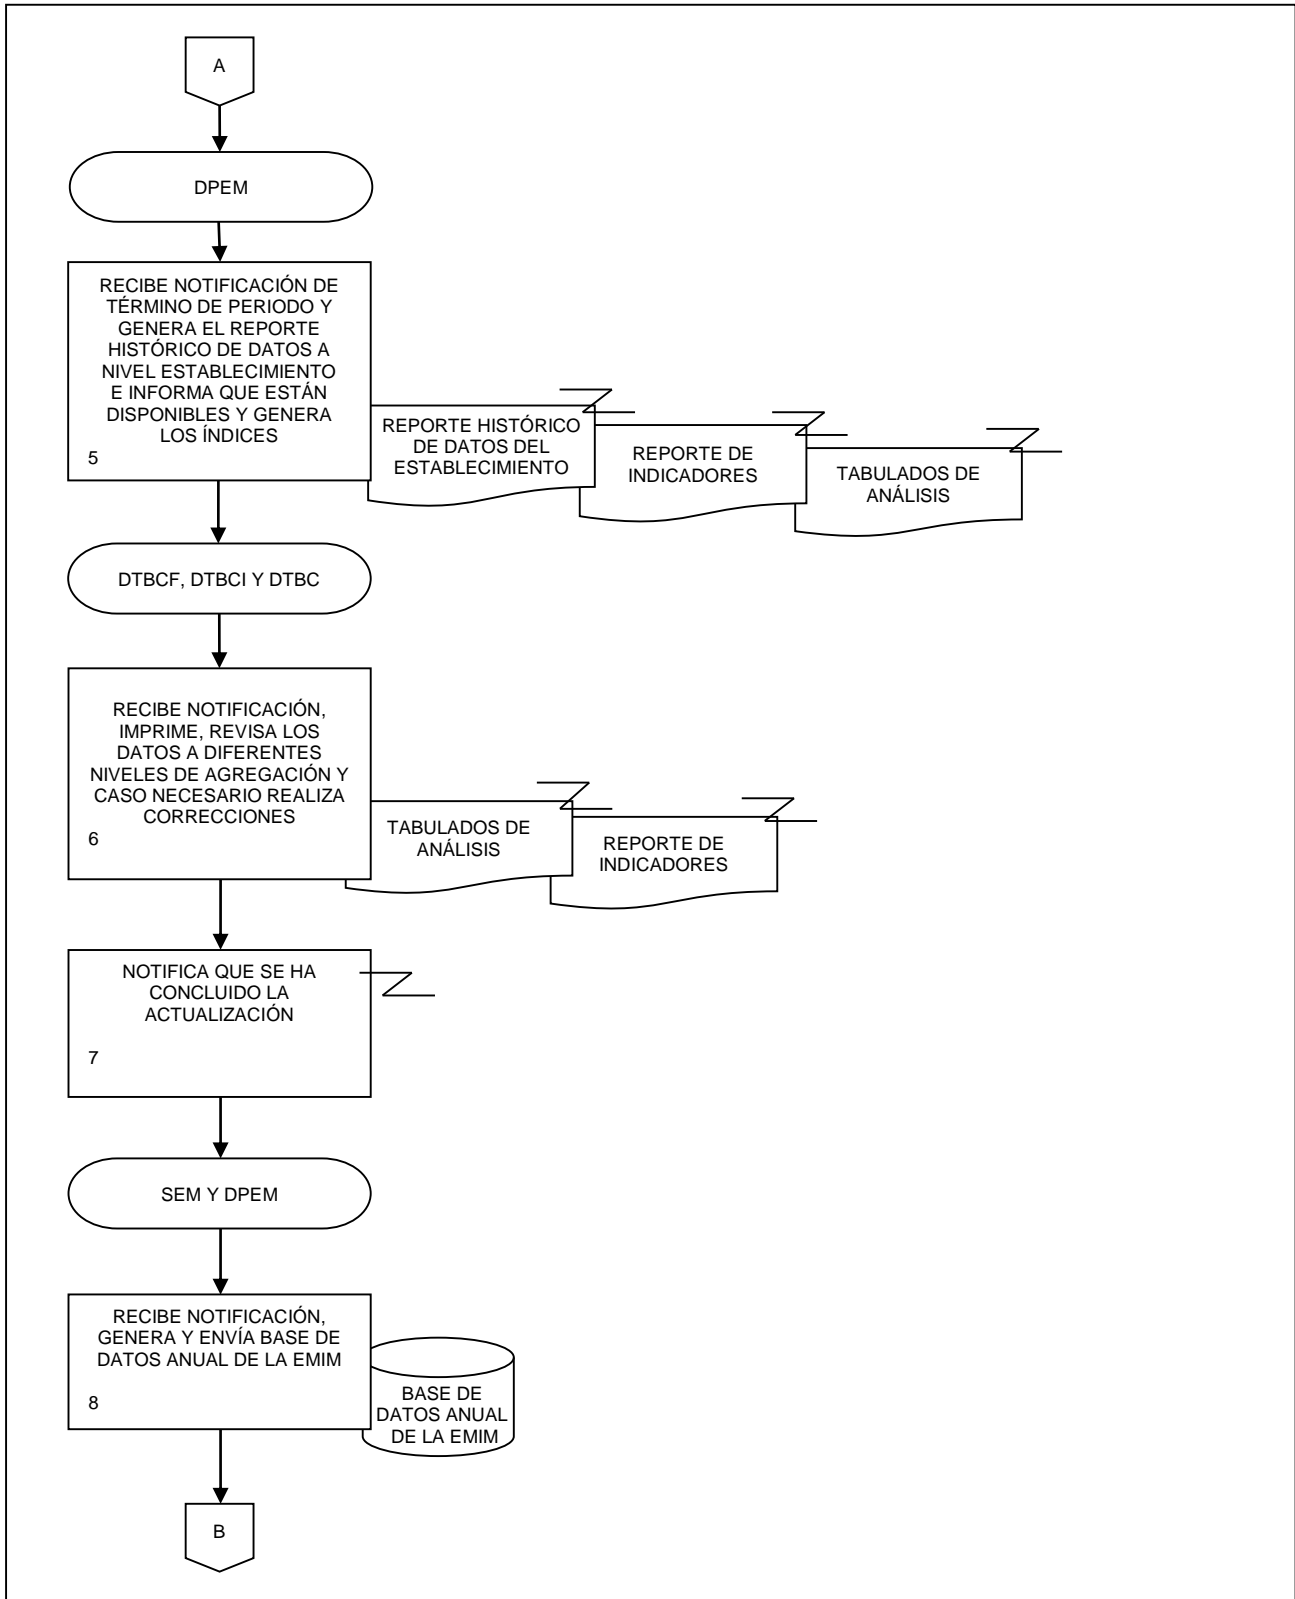 A
DPEM
RECIBE NOTIFICACIÓN DE
TÉRMINO DE PERIODO Y
GENERA EL REPORTE
HISTÓRICO DE DATOS A
NIVEL ESTABLECIMIENTO
E INFORMA QUE ESTÁN
DISPONIBLES Y GENERA
LOS ÍNDICES
5
REPORTE HISTÓRICO
DE DATOS DEL
ESTABLECIMIENTO
REPORTE DE
INDICADORES
TABULADOS DE
ANÁLISIS
DTBCF, DTBCI Y DTBC
RECIBE NOTIFICACIÓN,
IMPRIME, REVISA LOS
DATOS A DIFERENTES
NIVELES DE AGREGACIÓN Y
CASO NECESARIO REALIZA
CORRECCIONES
6
TABULADOS DE
ANÁLISIS
REPORTE DE
INDICADORES
NOTIFICA QUE SE HA
CONCLUIDO LA
ACTUALIZACIÓN
7
SEM Y DPEM
RECIBE NOTIFICACIÓN,
GENERA Y ENVÍA BASE DE
DATOS ANUAL DE LA EMIM
8
BASE DE
DATOS ANUAL
DE LA EMIM
B